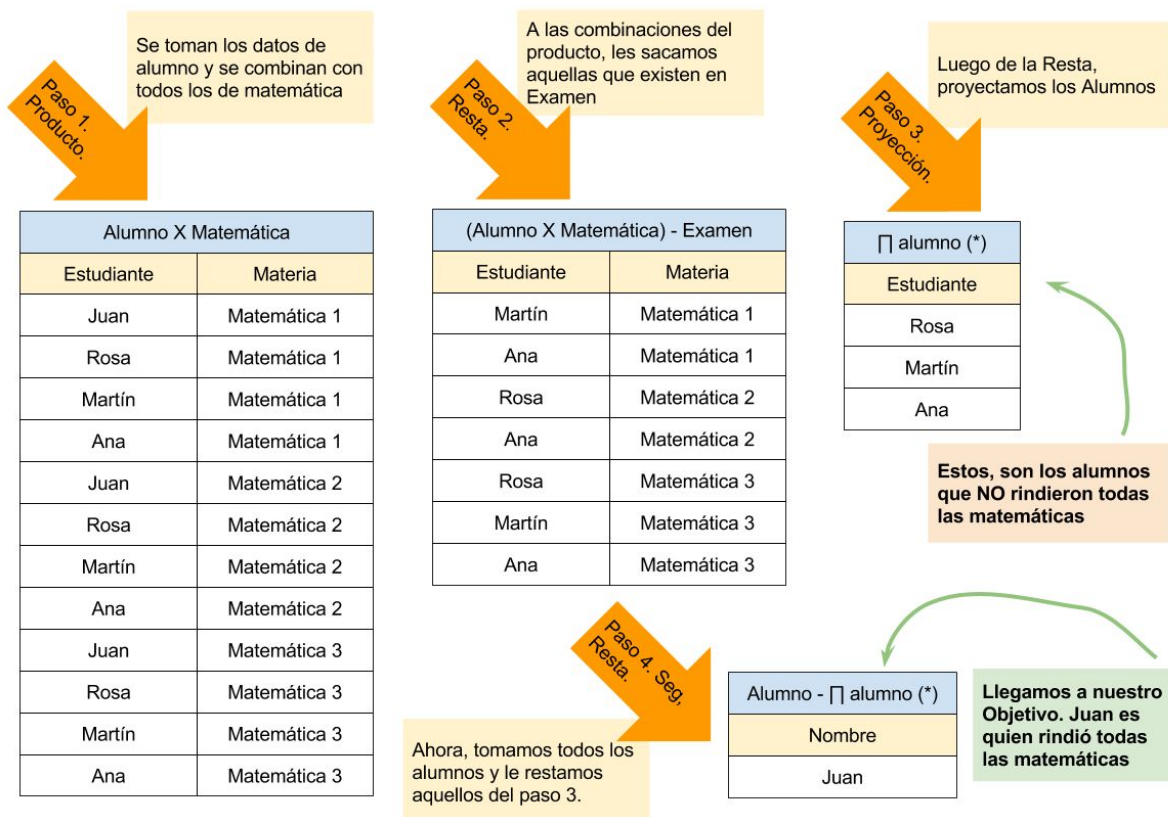 Se toman los datos de
alumno y se combinan con
todos los de matemática
Paso 1.
Producto.
Alumno X Matemática
Estudiante Materia
Juan Matemática 1
Rosa Matemática 1
Martín Matemática 1
Ana Matemática 1
Juan Matemática 2
Rosa Matemática 2
Martín Matemática 2
Ana Matemática 2
Juan Matemática 3
Rosa Matemática 3
Martín Matemática 3
Ana Matemática 3
A las combinaciones del
producto, les sacamos
aquellas que existen en
Examen
Paso 2.
Resta.
(Alumno X Matemática) - Examen
Estudiante Materia
Martín Matemática 1
Ana Matemática 1
Rosa Matemática 2
Ana Matemática 2
Rosa Matemática 3
Martín Matemática 3
Ana Matemática 3
Luego de la Resta,
proyectamos los Alumnos
Paso 3.
Proyección.
∏ alumno (*)
Estudiante
Rosa
Martín
Ana
Estos, son los alumnos
que NO rindieron todas
las matemáticas
Paso 4. Seg,
Resta.
Ahora, tomamos todos los
alumnos y le restamos
aquellos del paso 3.
Alumno - ∏ alumno (*)
Nombre
Juan
Llegamos a nuestro
Objetivo. Juan es
quien rindió todas
las matemáticas